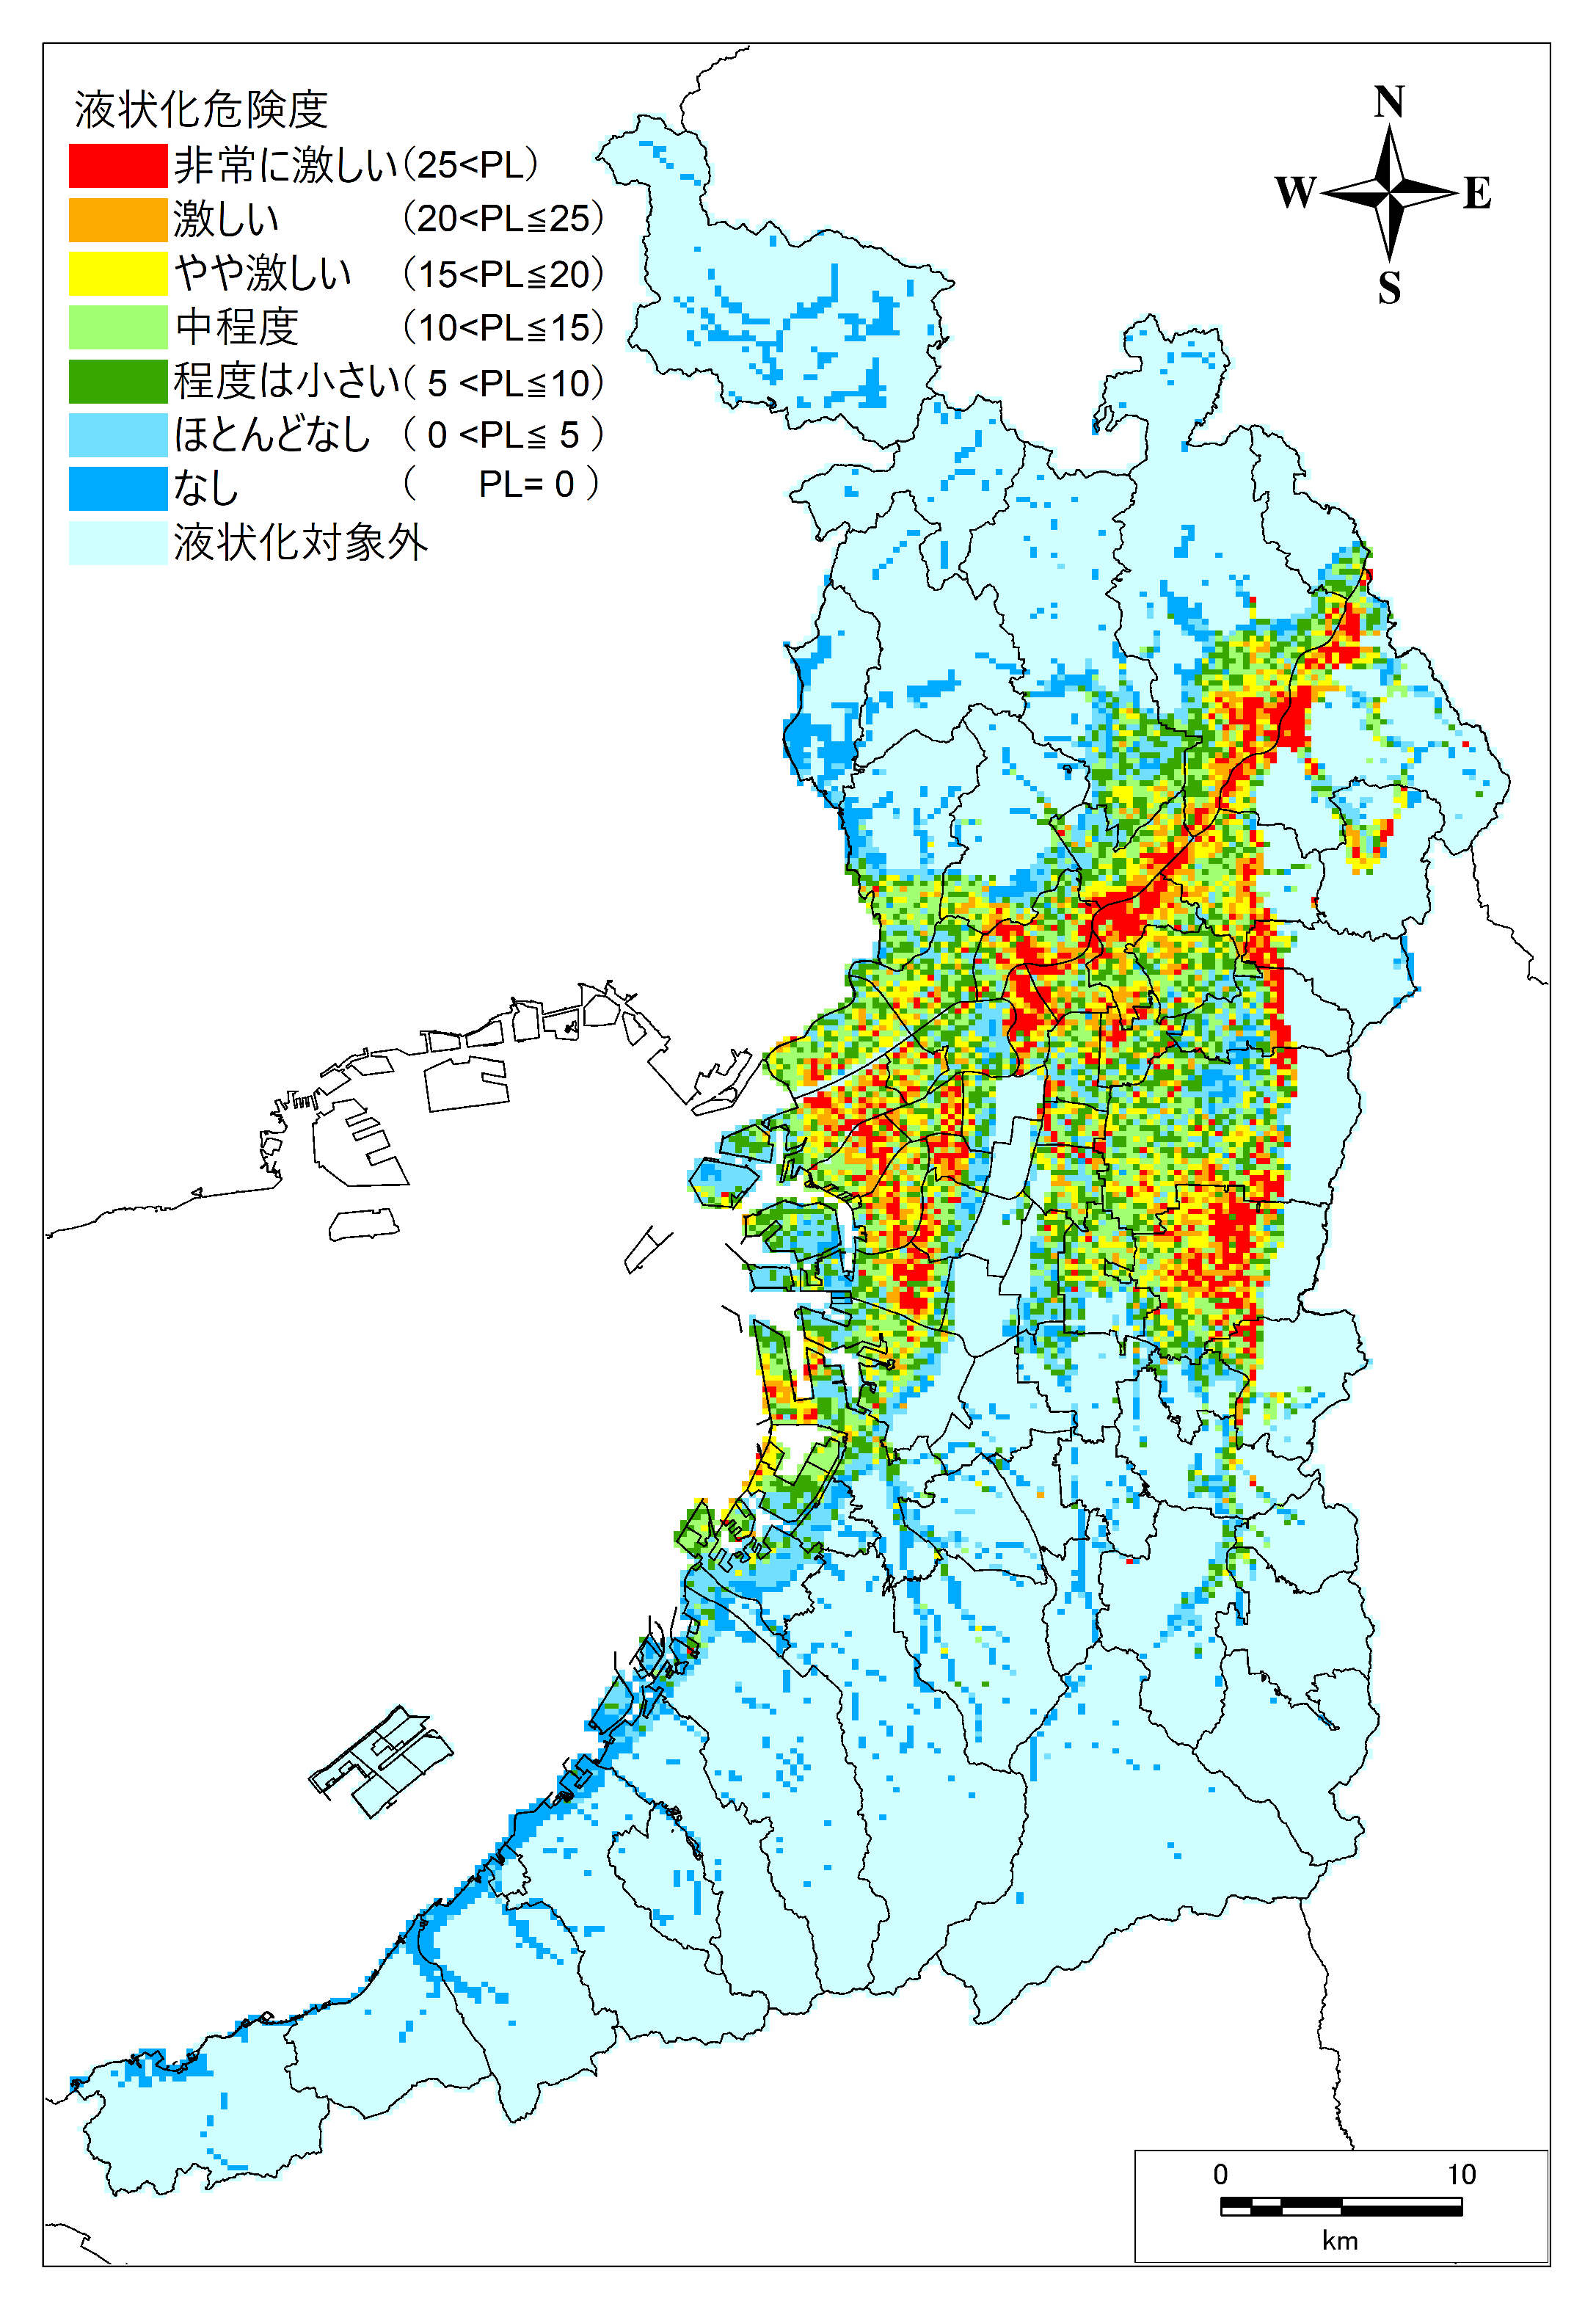 液状化危険度
非常に激しい（25<PL）
激しい （20<PL≦25）
やや激しい （15<PL≦20）
中程度 （10<PL≦15）
程度は小さい（ 5 <PL≦10）
ほとんどなし （ 0 <PL≦ 5 ）
なし （ PL= 0 ）
液状化対象外
N
W E
S
0 10
km